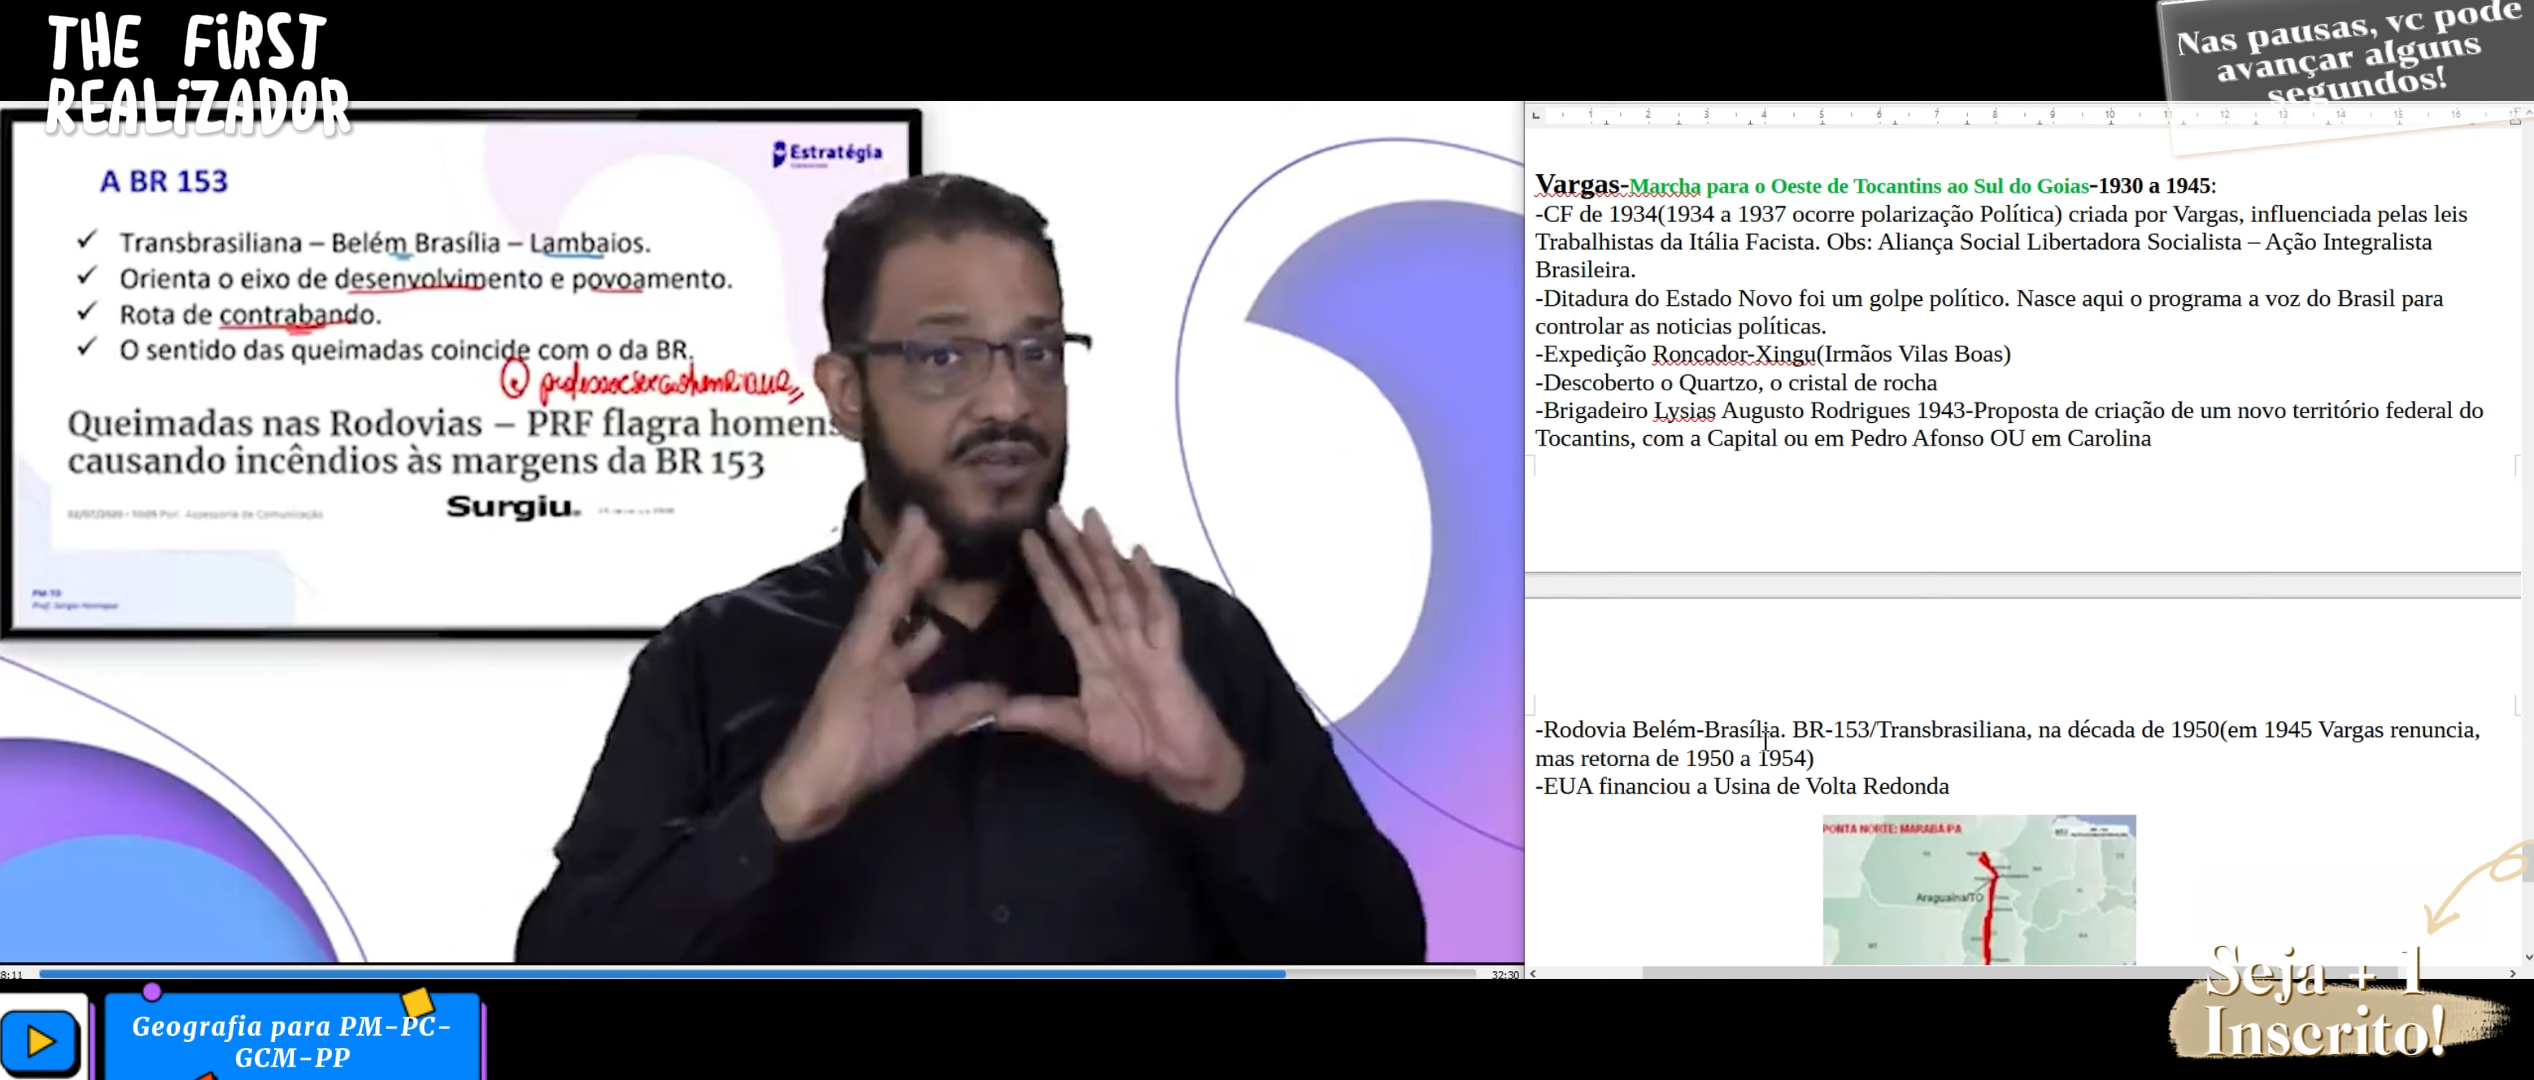 THE FiRST
REALiZADOR
Nas pausas, vc pode
avançar alguns
segundos!
Estratégia
A BR 153
✓ Transbrasiliana – Belém Brasília – Lambaios.
✓ Orienta o eixo de desenvolvimento e povoamento.
✓ Rota de contrabando.
✓ O sentido das queimadas coincide com o da BR.
Queimadas nas Rodovias – PRF flagra homens
causando incêndios às margens da BR 153
Surgiu.
PM-TO
Prof. Sergio Henrique
8:11
32:30
Vargas-Marcha para o Oeste de Tocantins ao Sul do Goias-1930 a 1945:
-CF de 1934(1934 a 1937 ocorre polarização Política) criada por Vargas, influenciada pelas leis
Trabalhistas da Itália Facista. Obs: Aliança Social Libertadora Socialista – Ação Integralista
Brasileira.
-Ditadura do Estado Novo foi um golpe político. Nasce aqui o programa a voz do Brasil para
controlar as noticias políticas.
-Expedição Roncador-Xingu(Irmãos Vilas Boas)
-Descoberto o Quartzo, o cristal de rocha
-Brigadeiro Lysias Augusto Rodrigues 1943-Proposta de criação de um novo território federal do
Tocantins, com a Capital ou em Pedro Afonso OU em Carolina
-Rodovia Belém-Brasília. BR-153/Transbrasiliana, na década de 1950(em 1945 Vargas renuncia,
mas retorna de 1950 a 1954)
-EUA financiou a Usina de Volta Redonda
PONTA NORTE: MARABÁ PA
Araguaína/TO
Geografia para PM-PC-
GCM-PP
Seja + 1
Inscrito!